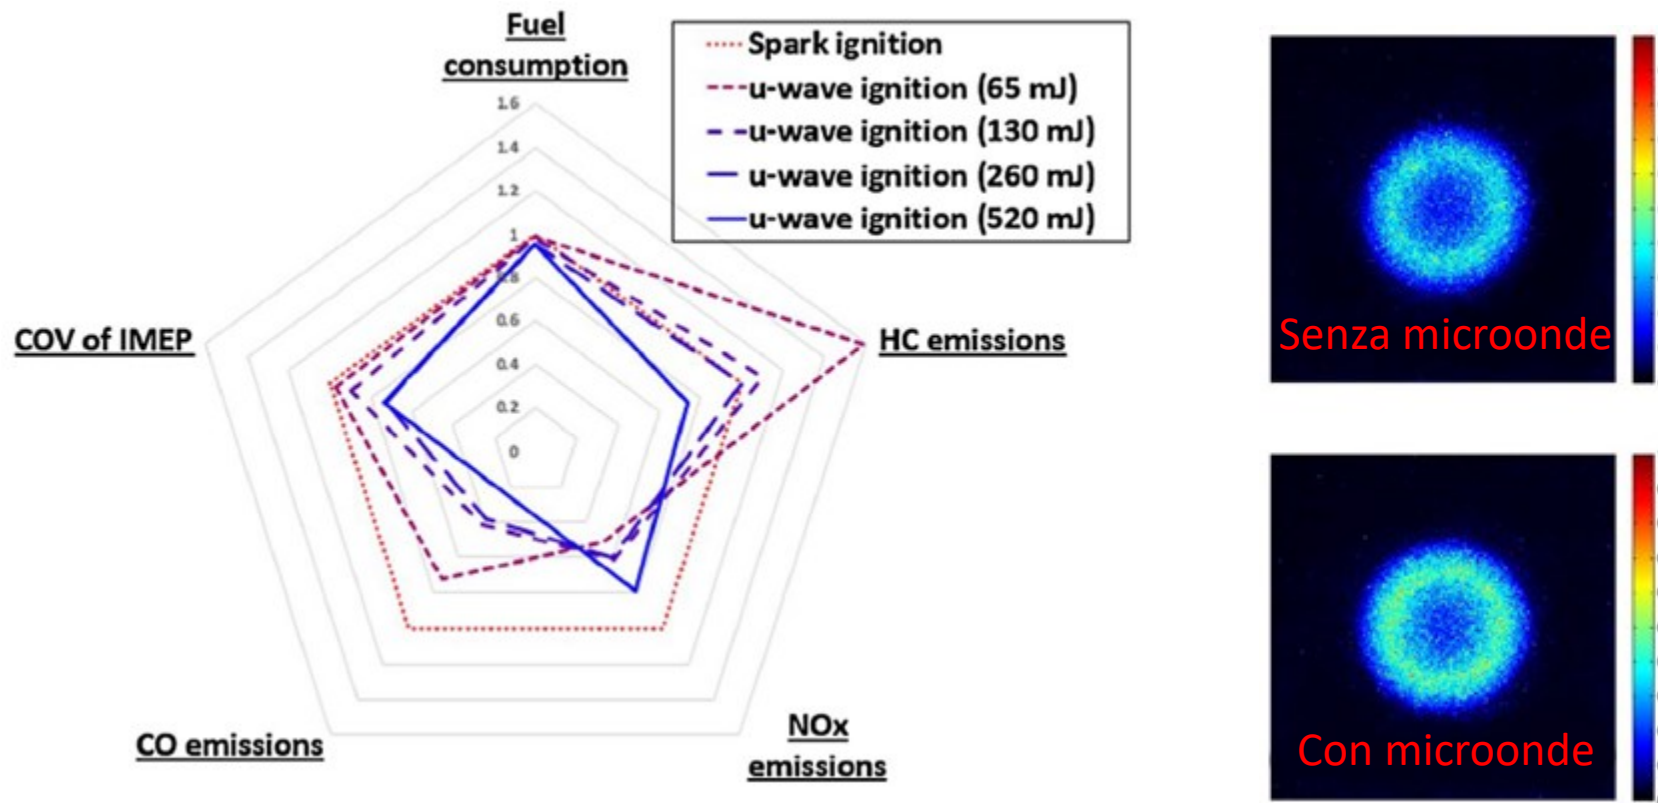 Fuel
consumption
Spark ignition
u-wave ignition (65 mJ)
u-wave ignition (130 mJ)
u-wave ignition (260 mJ)
u-wave ignition (520 mJ)
1.6
1.4
1.2
1
0.8
0.6
0.4
0.2
0
COV of IMEP
HC emissions
CO emissions
NOx
emissions
Senza microonde
Con microonde